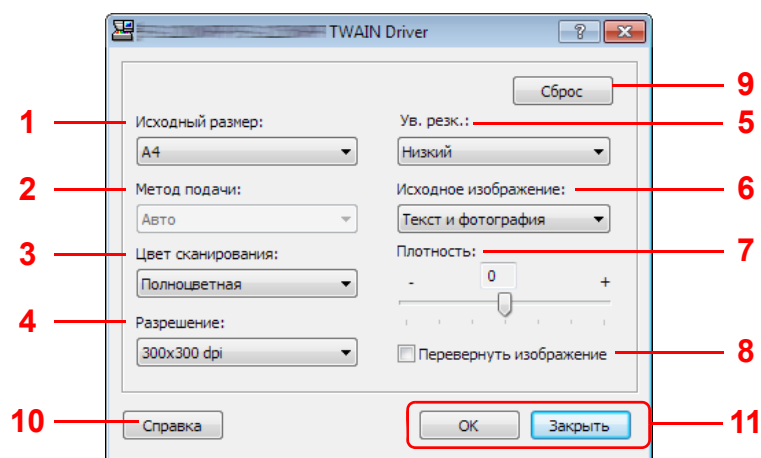 TWAIN Driver ?
Сброс 9
1 Исходный размер: Ув. резк.: 5
A4 Низкий
2 Метод подачи: Исходное изображение: 6
Авто Текст и фотография
3 Цвет сканирования: Плотность: 7
Полноцветная - 0 +
4 Разрешение:
300x300 dpi Перевернуть изображение 8
10 Справка OK Закрыть 11